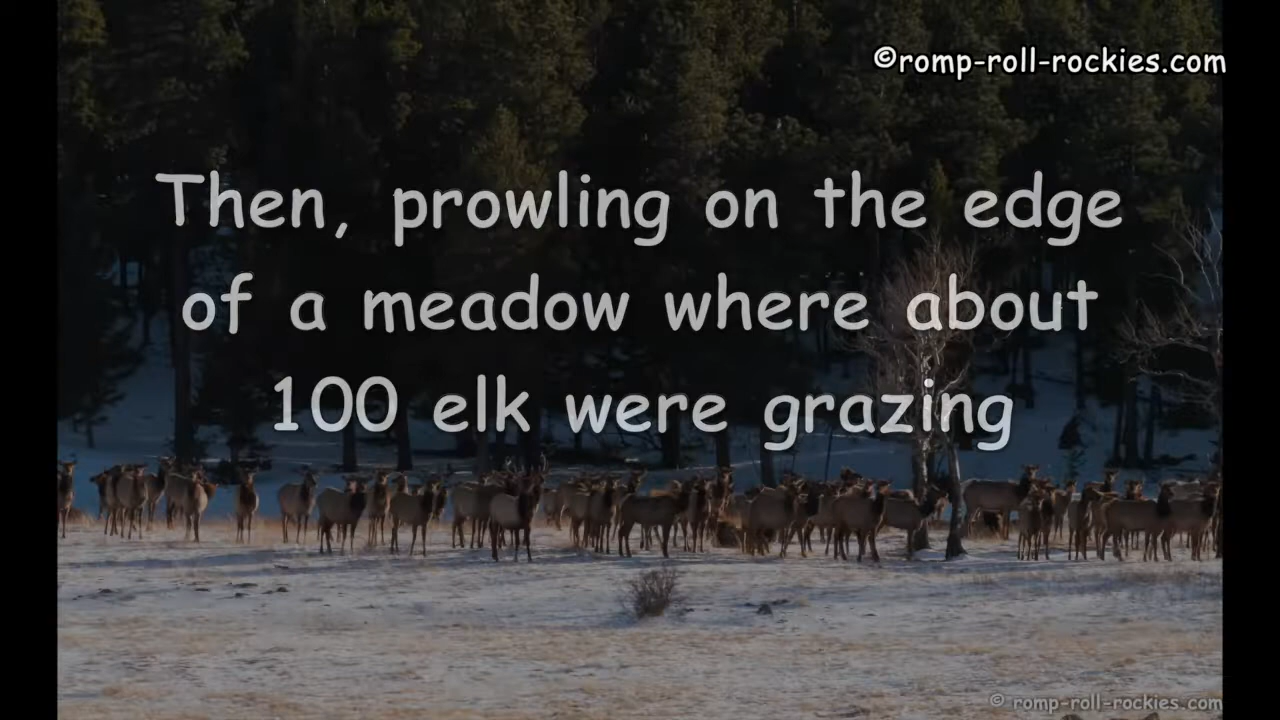 ©romp-roll-rockies.com
Then, prowling on the edge
of a meadow where about
100 elk were grazing
© romp-roll-rockies.com